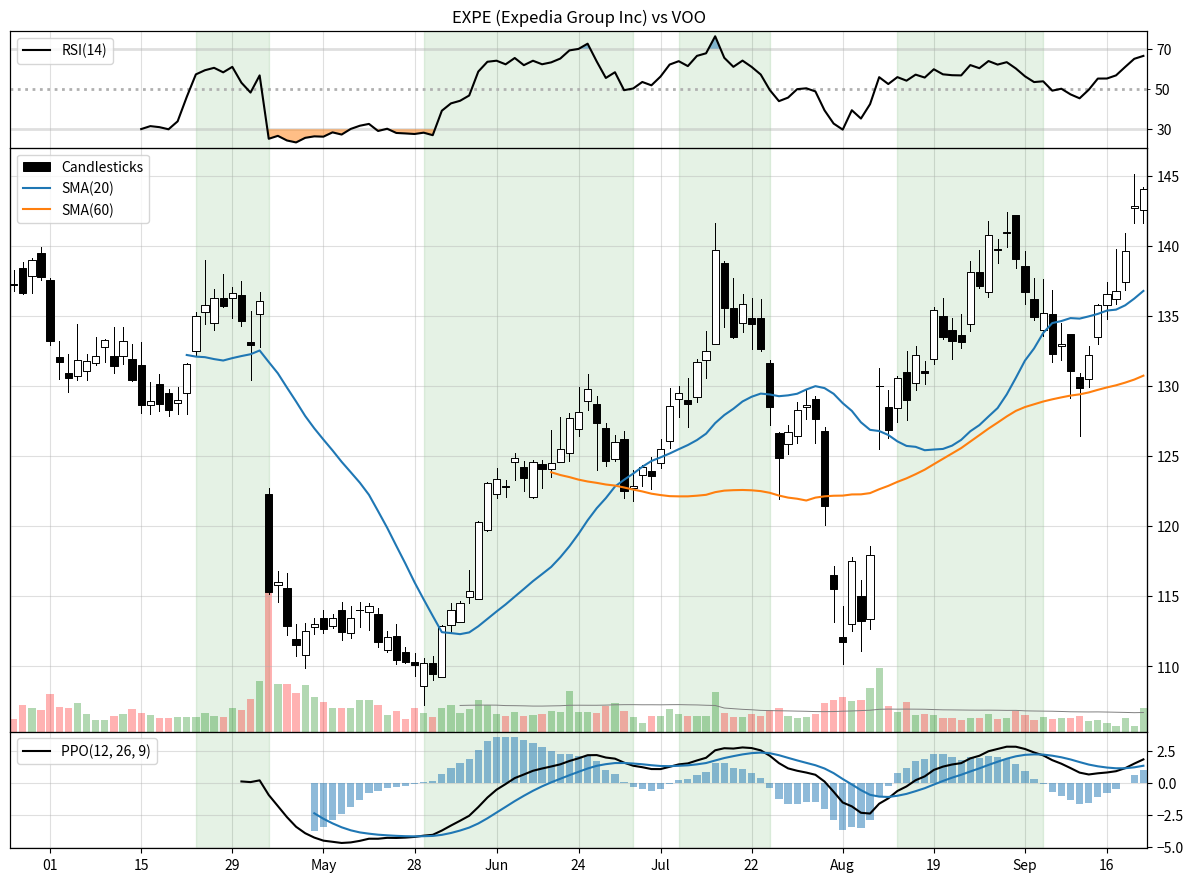 EXPE (Expedia Group Inc) vs VOO
RSI(14)
70
50
30
Candlesticks
SMA(20)
SMA(60)
145
140
135
130
125
120
115
110
PPO(12, 26, 9)
2.5
0.0
−2.5
−5.0
01 15 29 May 28 Jun 24 Jul 22 Aug 19 Sep 16